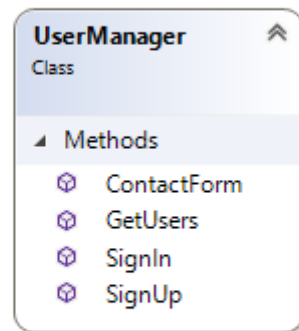 UserManager
Class
Methods
ContactForm
GetUsers
SignIn
SignUp